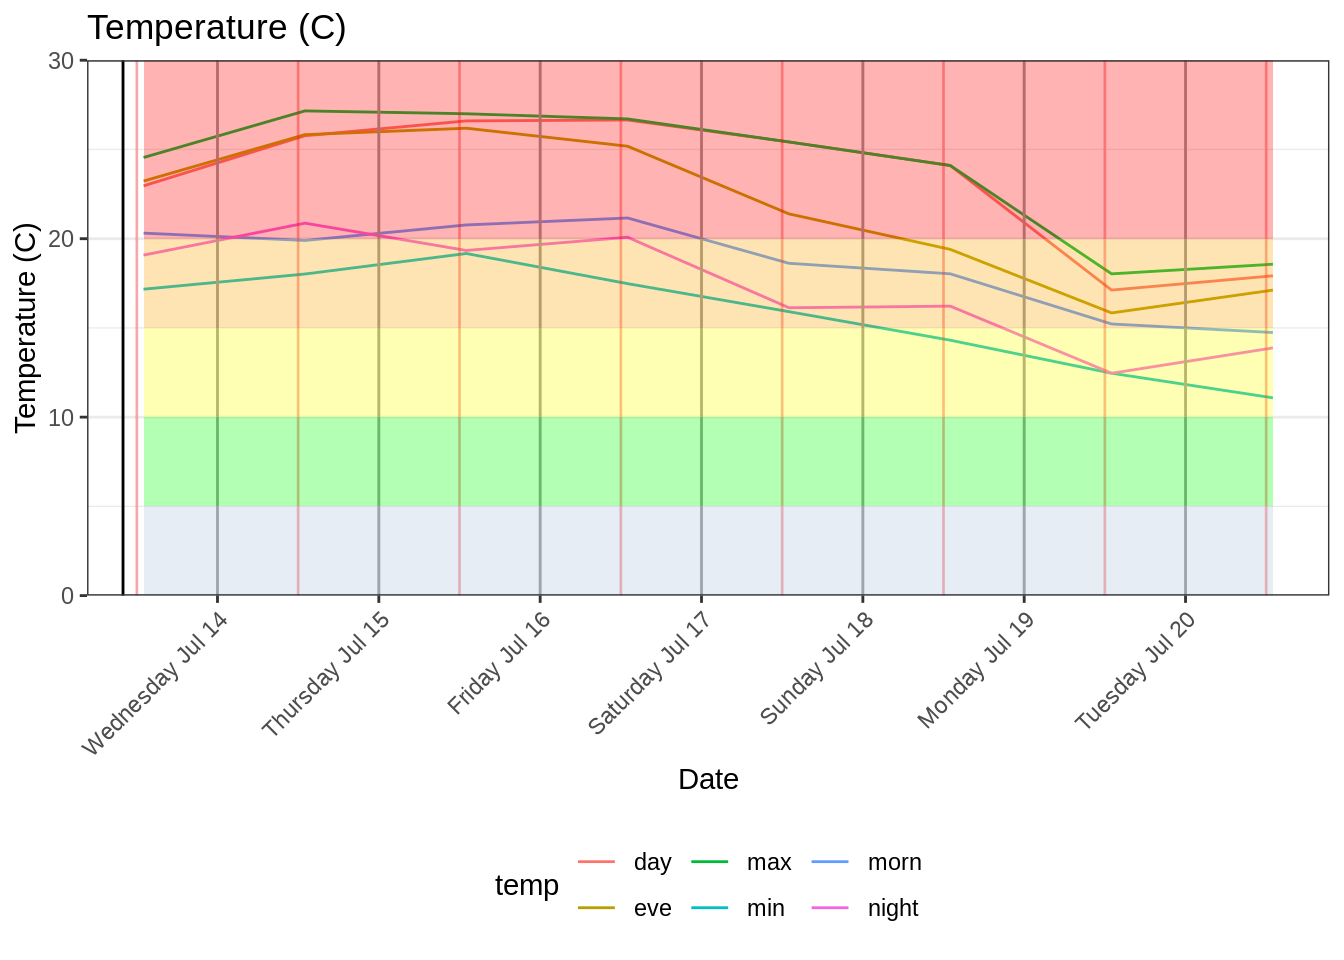 Temperature (C)
30
20
10
0
Temperature (C)
Wednesday Jul 14
Thursday Jul 15
Friday Jul 16
Saturday Jul 17
Sunday Jul 18
Monday Jul 19
Tuesday Jul 20
Date
temp
day max morn
eve min night